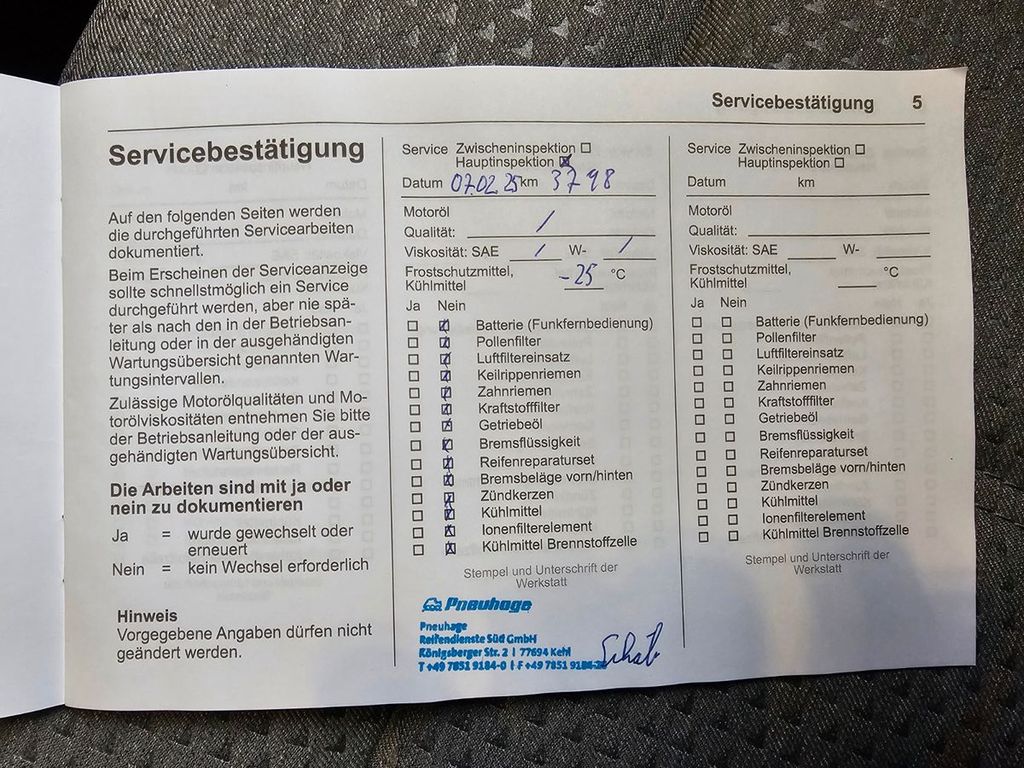 Servicebestätigung 5
Servicebestätigung
Auf den folgenden Seiten werden
die durchgeführten Servicearbeiten
dokumentiert.
Beim Erscheinen der Serviceanzeige
sollte schnellstmöglich ein Service
durchgeführt werden, aber nie spä-
ter als nach den in der Betriebsan-
leitung oder in der ausgehändigten
Wartungsübersicht genannten War-
tungsintervallen.
Zulässige Motorölqualitäten und Mo-
torölviskositäten entnehmen Sie bitte
der Betriebsanleitung oder der aus-
gehändigten Wartungsübersicht.
Die Arbeiten sind mit ja oder
nein zu dokumentieren
Ja = wurde gewechselt oder
erneuert
Nein = kein Wechsel erforderlich
Hinweis
Vorgegebene Angaben dürfen nicht
geändert werden.
Service Zwischeninspektion
Hauptinspektion
Datum 07.02.25 km 3798
Motoröl
Qualität: /
Viskosität: SAE / W- /
Frostschutzmittel,
Kühlmittel -25 °C
Ja Nein
Batterie (Funkfernbedienung)
Pollenfilter
Luftfiltereinsatz
Keilrippenriemen
Zahnriemen
Kraftstofffilter
Getriebeöl
Bremsflüssigkeit
Reifenreparaturset
Bremsbeläge vorn/hinten
Zündkerzen
Kühlmittel
Ionenfilterelement
Kühlmittel Brennstoffzelle
Stempel und Unterschrift der
Werkstatt
Pneuhage
Pneuhage
Reifendienste Süd GmbH
Königsberger Str. 2 | 77694 Kehl
T +49 7851 9184-0 | F +49 7851 9184-20
Service Zwischeninspektion
Hauptinspektion
Datum km
Motoröl
Qualität:
Viskosität: SAE W-
Frostschutzmittel,
Kühlmittel °C
Ja Nein
Batterie (Funkfernbedienung)
Pollenfilter
Luftfiltereinsatz
Keilrippenriemen
Zahnriemen
Kraftstofffilter
Getriebeöl
Bremsflüssigkeit
Reifenreparaturset
Bremsbeläge vorn/hinten
Zündkerzen
Kühlmittel
Ionenfilterelement
Kühlmittel Brennstoffzelle
Stempel und Unterschrift der
Werkstatt